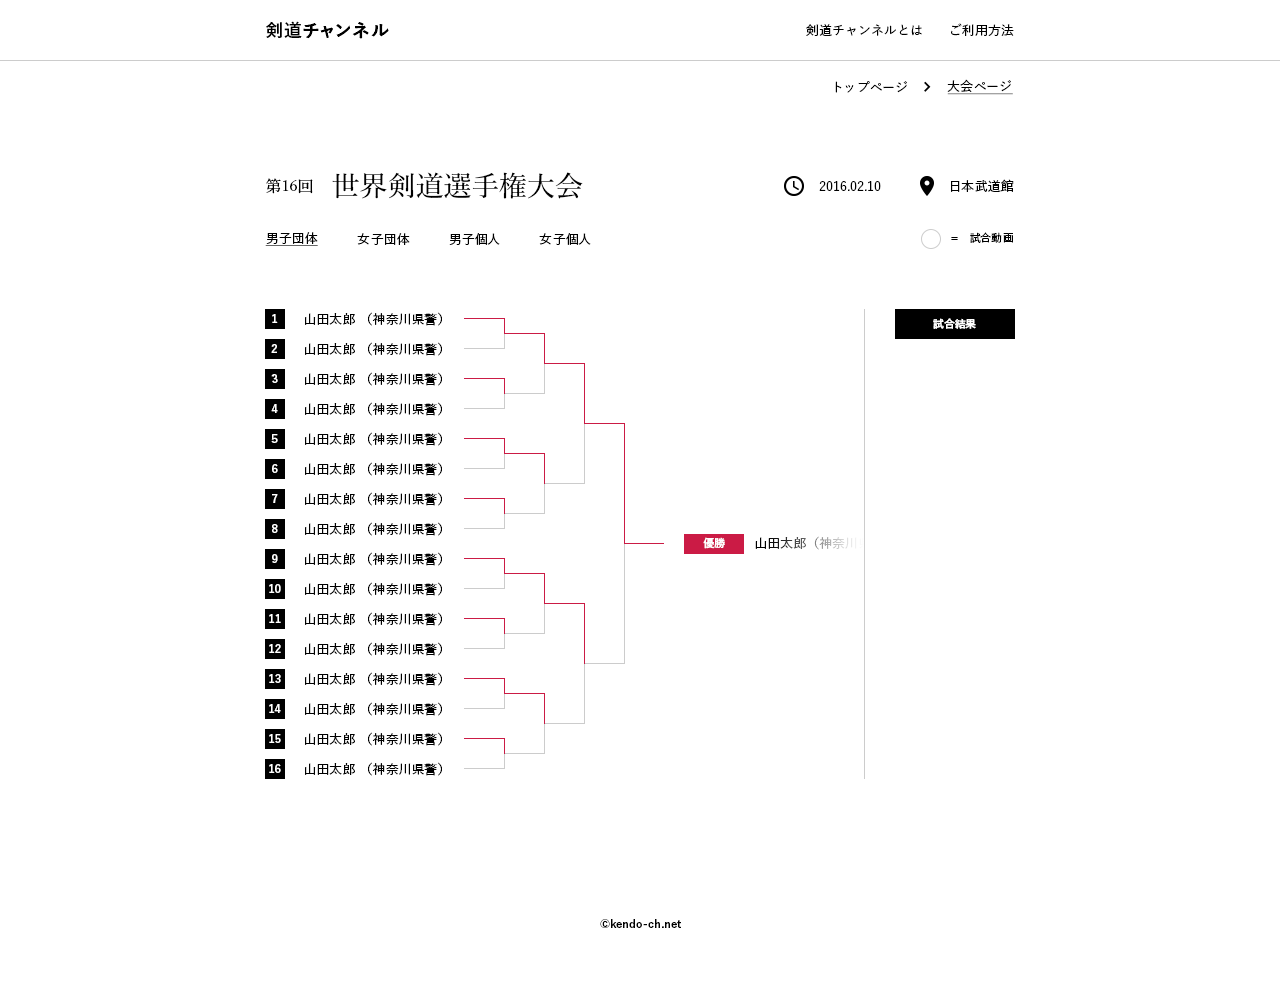 剣道チャンネル
剣道チャンネルとは
ご利用方法
トップページ
大会ページ
第16回 世界剣道選手権大会
2016.02.10
日本武道館
男子団体
女子団体
男子個人
女子個人
= 試合動画
1 山田太郎 （神奈川県警）
2 山田太郎 （神奈川県警）
3 山田太郎 （神奈川県警）
4 山田太郎 （神奈川県警）
5 山田太郎 （神奈川県警）
6 山田太郎 （神奈川県警）
7 山田太郎 （神奈川県警）
8 山田太郎 （神奈川県警）
9 山田太郎 （神奈川県警）
10 山田太郎 （神奈川県警）
11 山田太郎 （神奈川県警）
12 山田太郎 （神奈川県警）
13 山田太郎 （神奈川県警）
14 山田太郎 （神奈川県警）
15 山田太郎 （神奈川県警）
16 山田太郎 （神奈川県警）
優勝 山田太郎（神奈川
試合結果
©kendo-ch.net